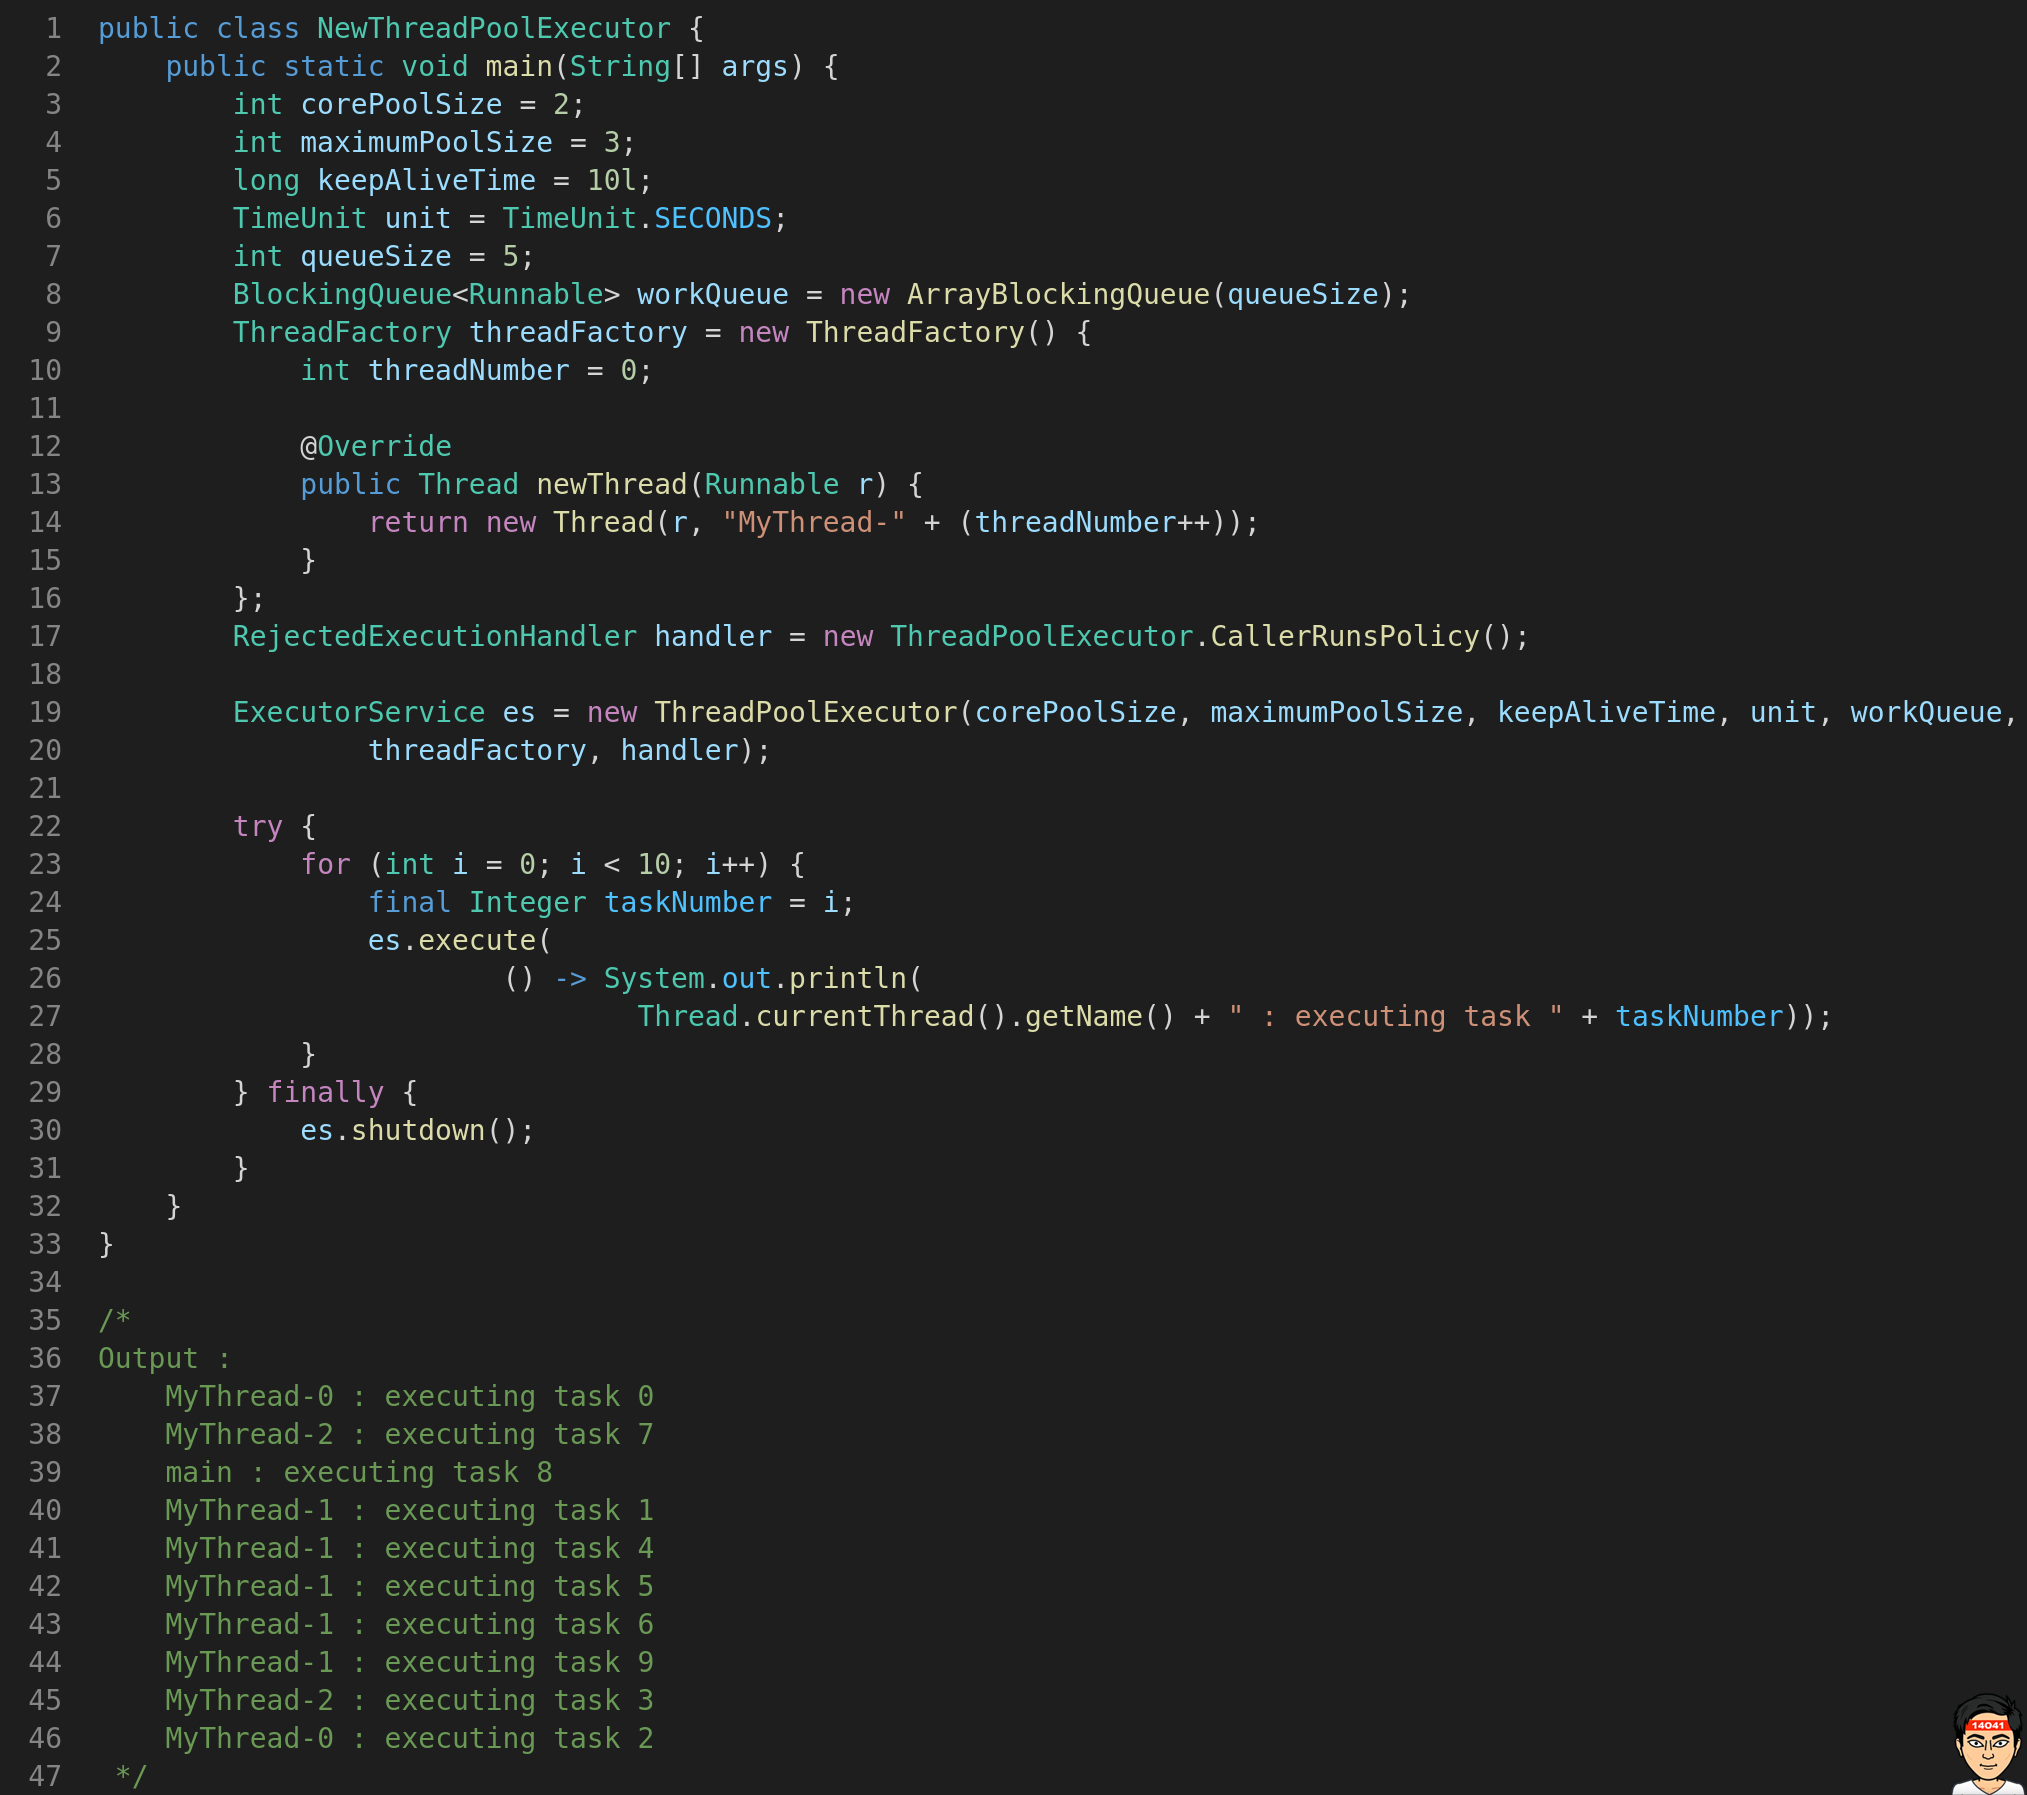 1 public class NewThreadPoolExecutor {
2     public static void main(String[] args) {
3         int corePoolSize = 2;
4         int maximumPoolSize = 3;
5         long keepAliveTime = 10l;
6         TimeUnit unit = TimeUnit.SECONDS;
7         int queueSize = 5;
8         BlockingQueue<Runnable> workQueue = new ArrayBlockingQueue(queueSize);
9         ThreadFactory threadFactory = new ThreadFactory() {
10             int threadNumber = 0;
11
12             @Override
13             public Thread newThread(Runnable r) {
14                 return new Thread(r, "MyThread-" + (threadNumber++));
15             }
16         };
17         RejectedExecutionHandler handler = new ThreadPoolExecutor.CallerRunsPolicy();
18
19         ExecutorService es = new ThreadPoolExecutor(corePoolSize, maximumPoolSize, keepAliveTime, unit, workQueue,
20                 threadFactory, handler);
21
22         try {
23             for (int i = 0; i < 10; i++) {
24                 final Integer taskNumber = i;
25                 es.execute(
26                         () -> System.out.println(
27                                 Thread.currentThread().getName() + " : executing task " + taskNumber));
28             }
29         } finally {
30             es.shutdown();
31         }
32     }
33 }
34
35 /*
36 Output :
37     MyThread-0 : executing task 0
38     MyThread-2 : executing task 7
39     main : executing task 8
40     MyThread-1 : executing task 1
41     MyThread-1 : executing task 4
42     MyThread-1 : executing task 5
43     MyThread-1 : executing task 6
44     MyThread-1 : executing task 9
45     MyThread-2 : executing task 3
46     MyThread-0 : executing task 2
47  */
14041